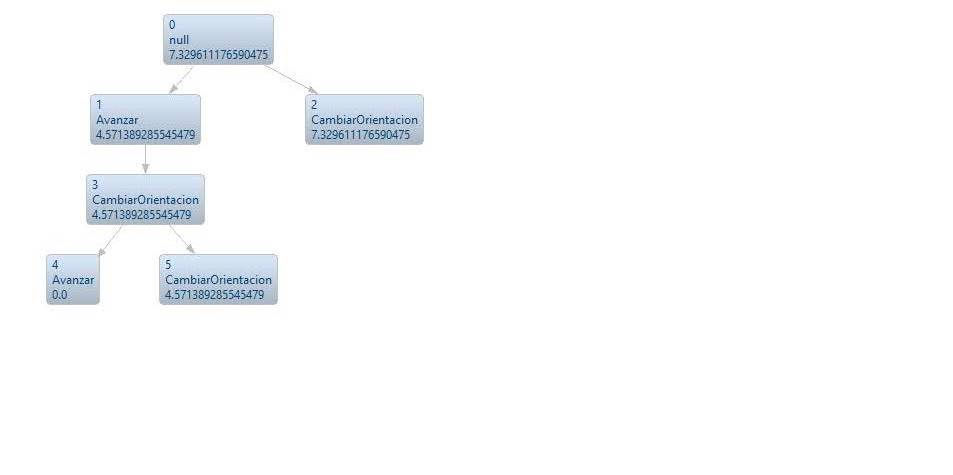 0
null
7.329611176590475
1
Avanzar
4.571389285545479
2
CambiarOrientacion
7.329611176590475
3
CambiarOrientacion
4.571389285545479
4
Avanzar
0.0
5
CambiarOrientacion
4.571389285545479